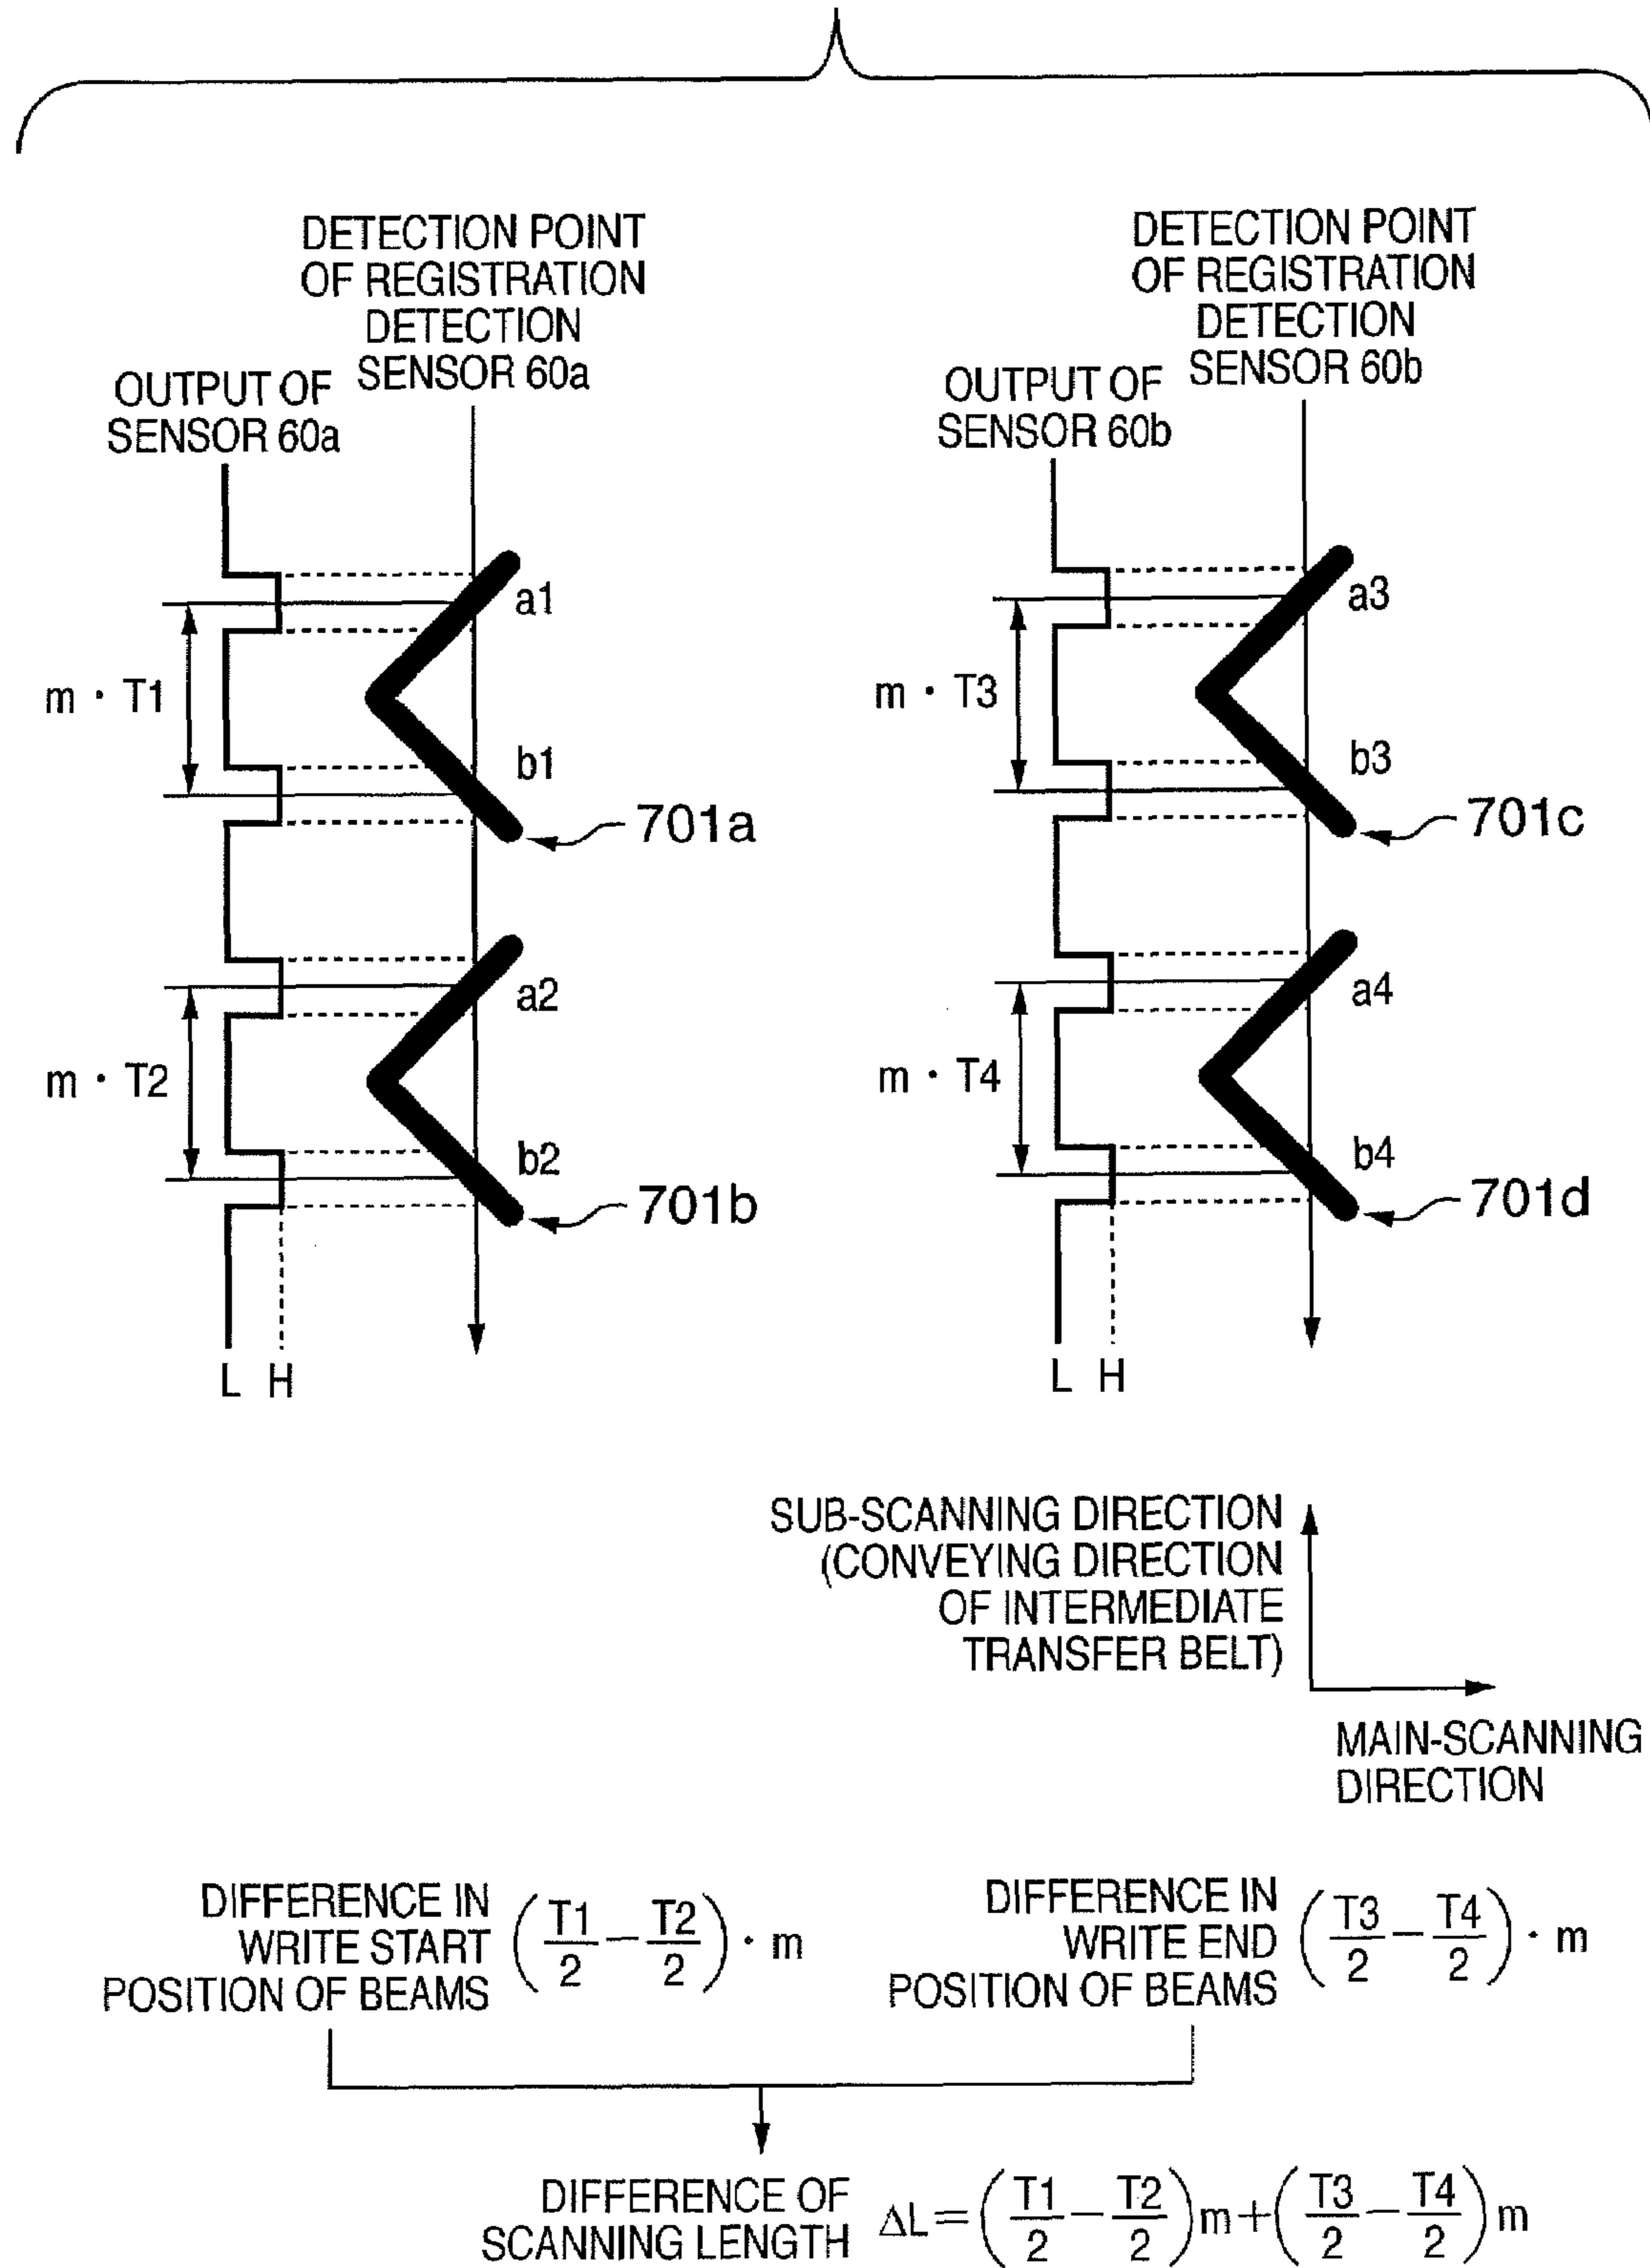 DETECTION POINT
OF REGISTRATION
DETECTION
SENSOR 60a
OUTPUT OF
SENSOR 60a
a1
m · T1
b1
701a
a2
m · T2
b2
701b
L H
DETECTION POINT
OF REGISTRATION
DETECTION
SENSOR 60b
OUTPUT OF
SENSOR 60b
a3
m · T3
b3
701c
a4
m · T4
b4
701d
L H
SUB-SCANNING DIRECTION
(CONVEYING DIRECTION
OF INTERMEDIATE
TRANSFER BELT)
MAIN-SCANNING
DIRECTION
DIFFERENCE IN
WRITE START
POSITION OF BEAMS
(T1/2 − T2/2) · m
DIFFERENCE IN
WRITE END
POSITION OF BEAMS
(T3/2 − T4/2) · m
DIFFERENCE OF
SCANNING LENGTH
ΔL = (T1/2 − T2/2)m + (T3/2 − T4/2)m